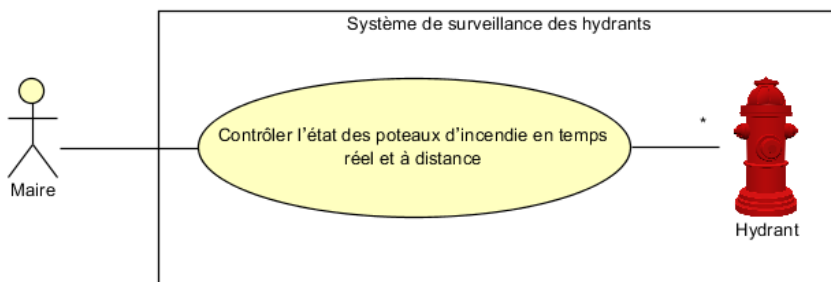 Système de surveillance des hydrants
Contrôler l'état des poteaux d'incendie en temps
réel et à distance
*
Maire
Hydrant